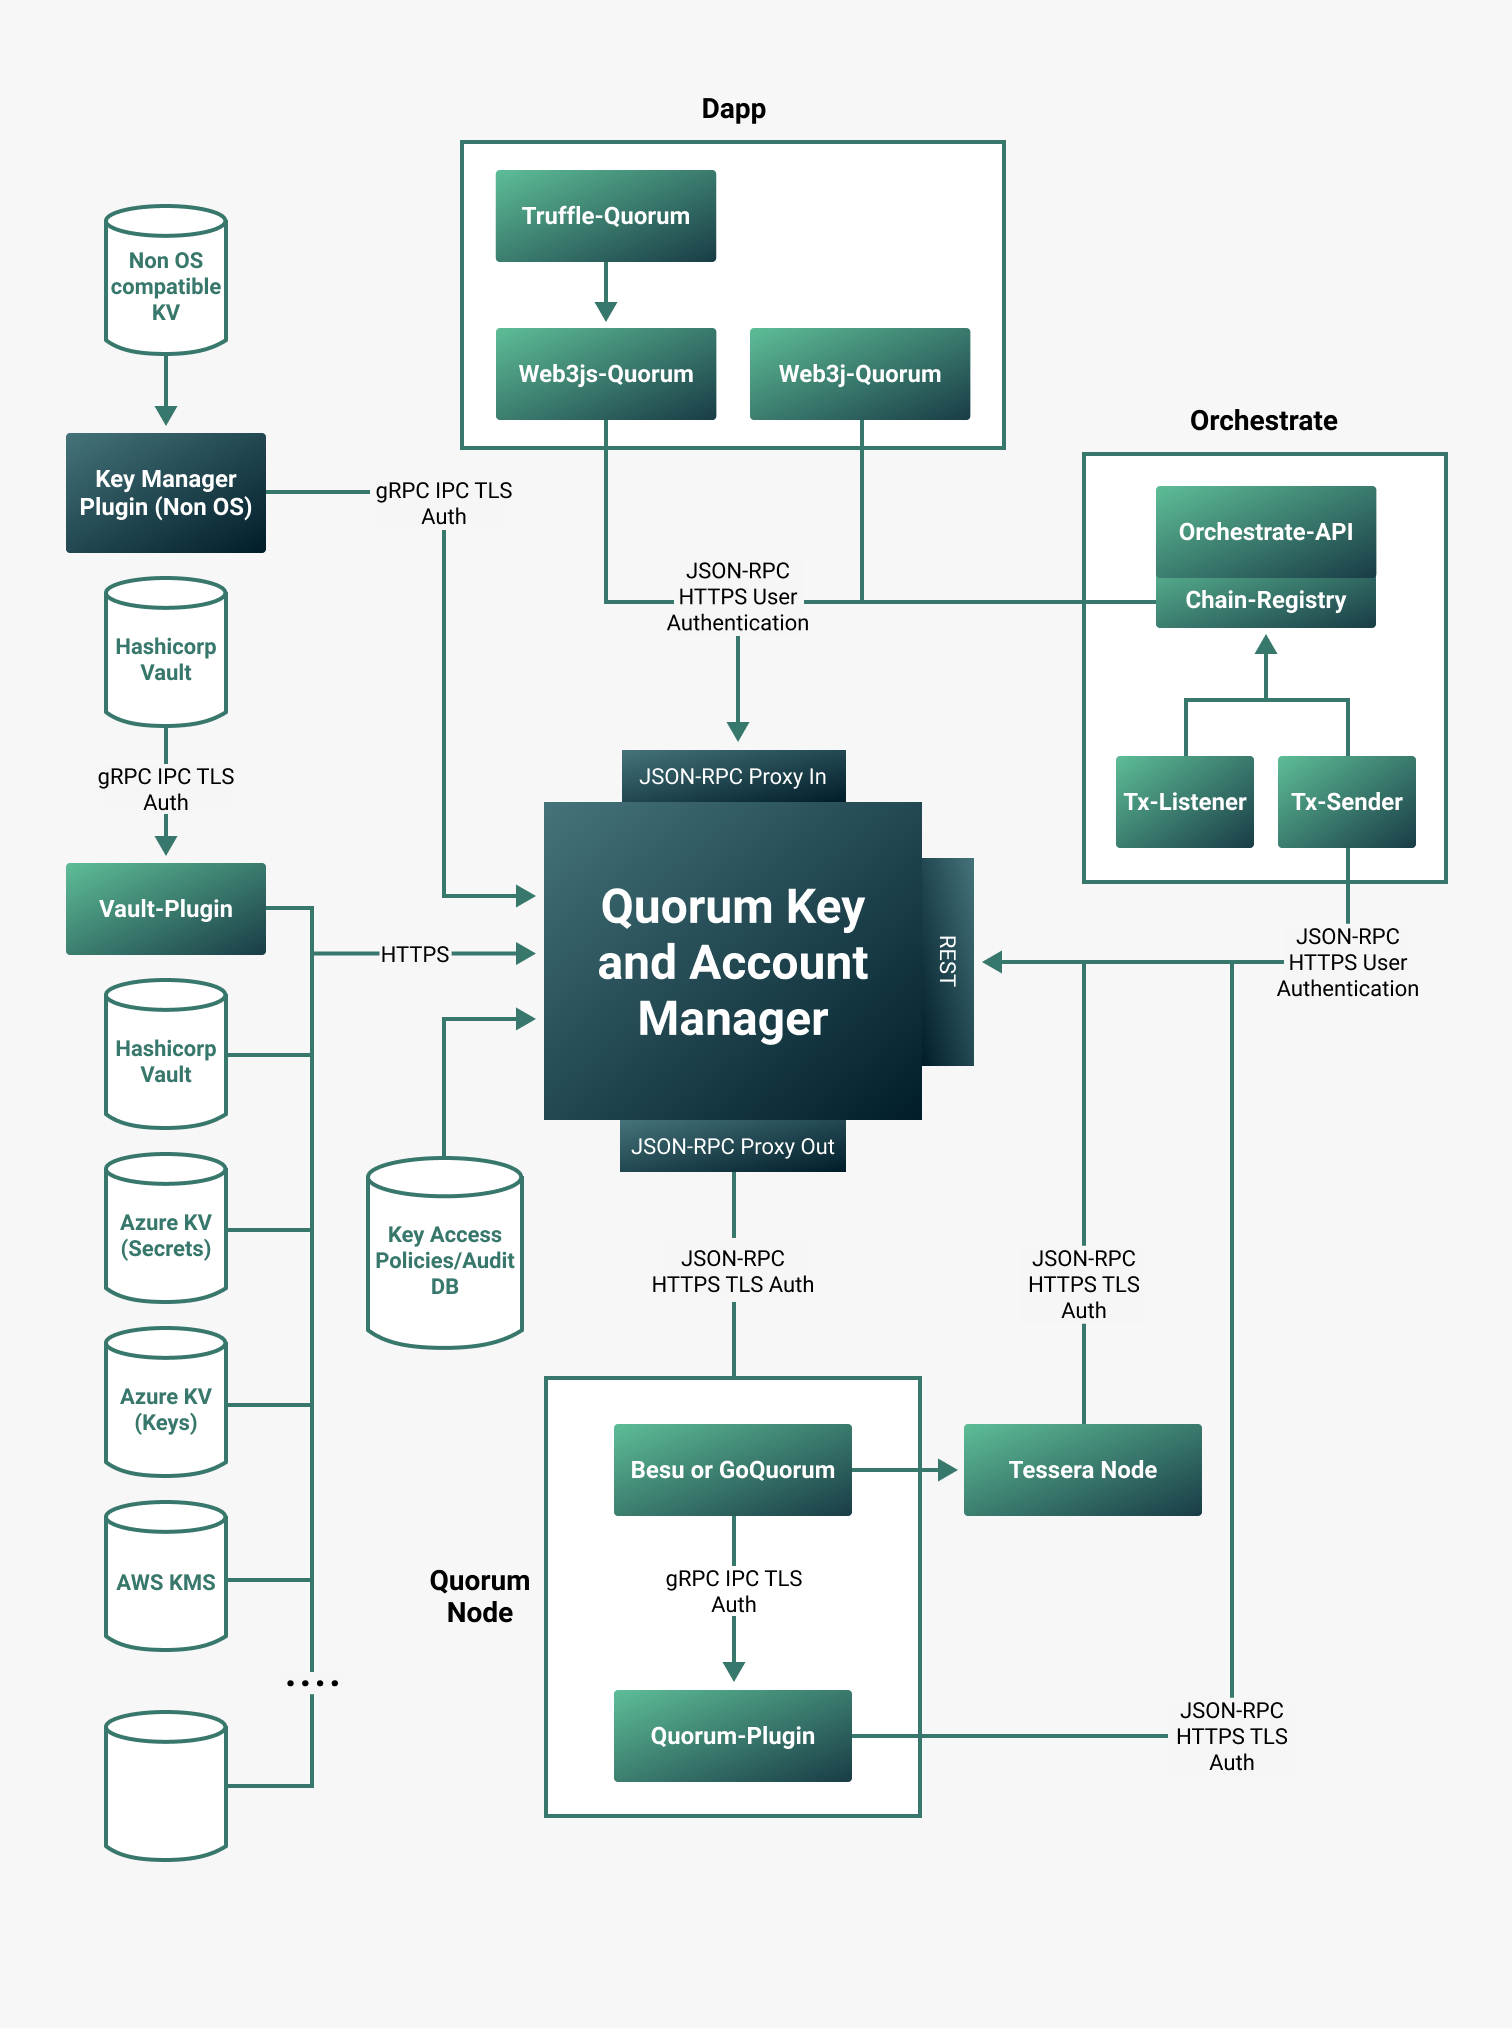 Dapp
Truffle-Quorum
Web3js-Quorum
Web3j-Quorum
Non OS
compatible
KV
Key Manager
Plugin (Non OS)
gRPC IPC TLS
Auth
Hashicorp
Vault
gRPC IPC TLS
Auth
Vault-Plugin
HTTPS
Hashicorp
Vault
Azure KV
(Secrets)
Azure KV
(Keys)
AWS KMS
....
Key Access
Policies/Audit
DB
JSON-RPC
HTTPS User
Authentication
Orchestrate
Orchestrate-API
Chain-Registry
Tx-Listener
Tx-Sender
JSON-RPC
HTTPS User
Authentication
JSON-RPC Proxy In
Quorum Key
and Account
Manager
REST
JSON-RPC Proxy Out
JSON-RPC
HTTPS TLS Auth
JSON-RPC
HTTPS TLS
Auth
Quorum
Node
Besu or GoQuorum
Tessera Node
gRPC IPC TLS
Auth
Quorum-Plugin
JSON-RPC
HTTPS TLS
Auth